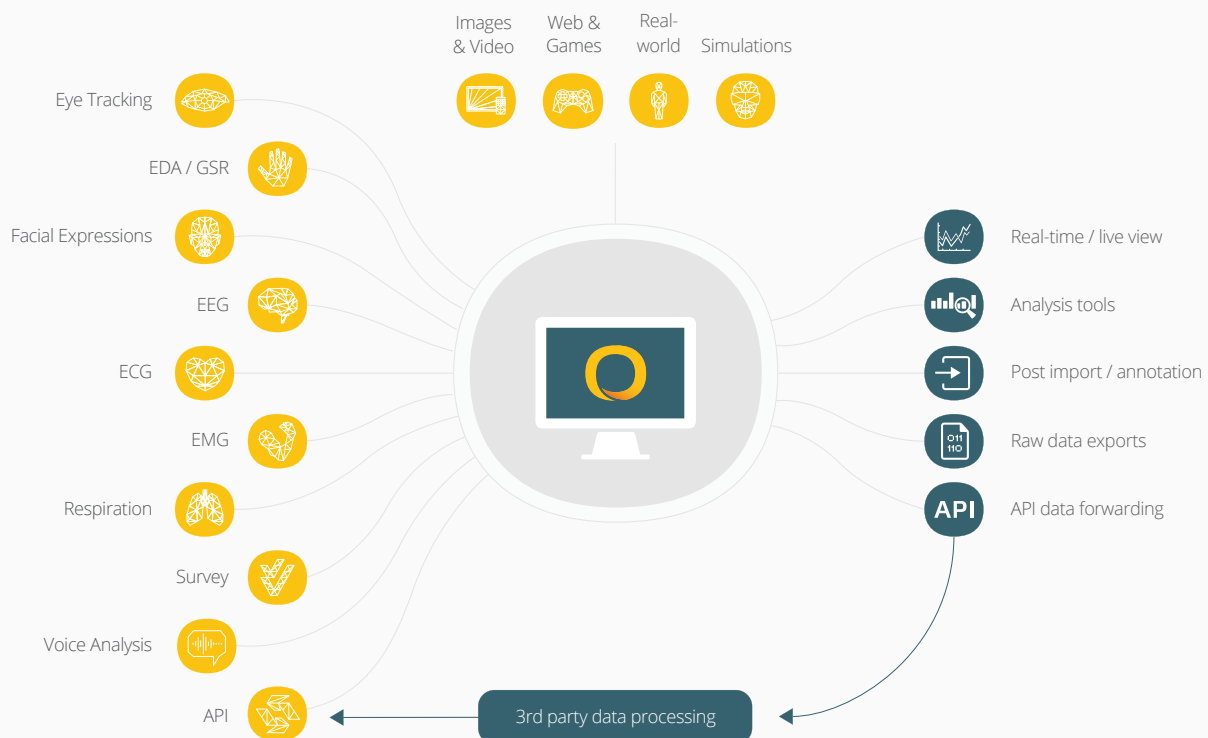 Images
& Video
Web &
Games
Real-
world
Simulations
Eye Tracking
EDA / GSR
Facial Expressions
EEG
ECG
EMG
Respiration
Survey
Voice Analysis
API
Real-time / live view
Analysis tools
Post import / annotation
011
110
Raw data exports
API
API data forwarding
3rd party data processing